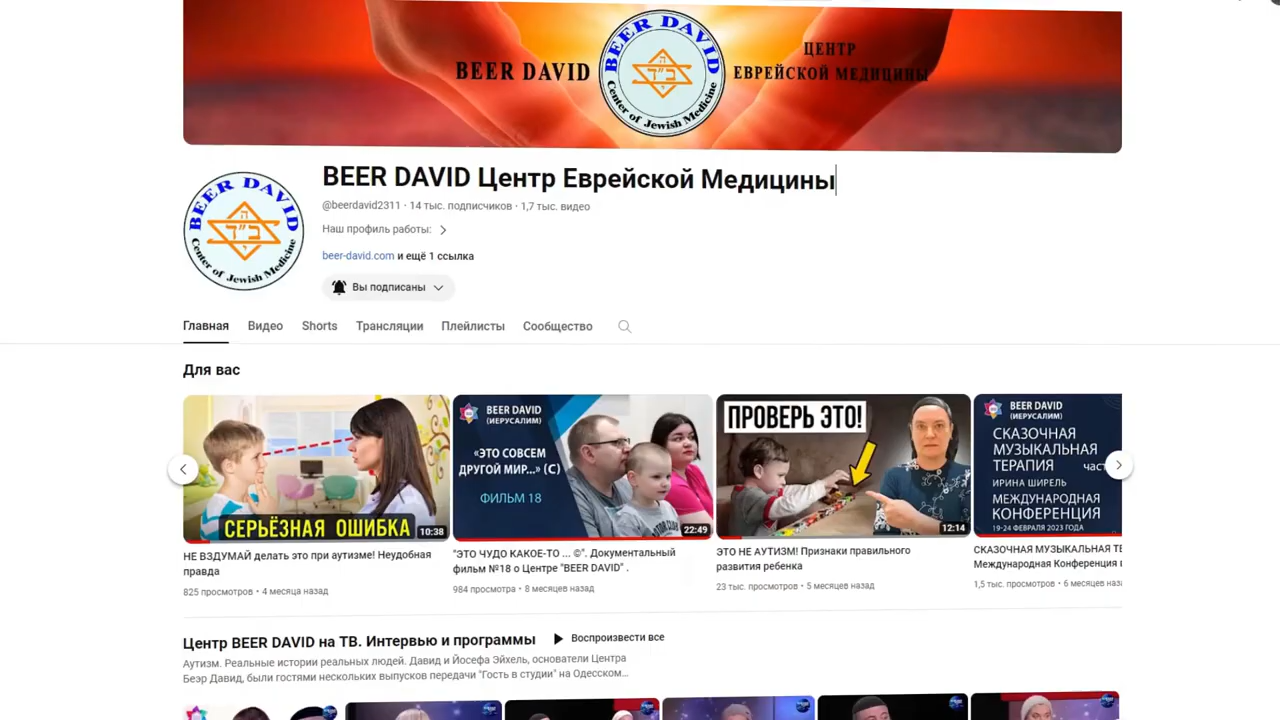 BEER DAVID
BEER DAVID
Center of Jewish Medicine
ЦЕНТР
ЕВРЕЙСКОЙ МЕДИЦИНЫ
BEER DAVID
Center of Jewish Medicine
BEER DAVID Центр Еврейской Медицины
@beerdavid2311 · 14 тыс. подписчиков · 1,7 тыс. видео
Наш профиль работы:
beer-david.com и ещё 1 ссылка
Вы подписаны
Главная Видео Shorts Трансляции Плейлисты Сообщество
Для вас
СЕРЬЁЗНАЯ ОШИБКА
10:38
НЕ ВЗДУМАЙ делать это при аутизме! Неудобная
правда
825 просмотров · 4 месяца назад
BEER DAVID
(ИЕРУСАЛИМ)
«ЭТО СОВСЕМ
ДРУГОЙ МИР...» (С)
ФИЛЬМ 18
22:49
"ЭТО ЧУДО КАКОЕ-ТО ... ©". Документальный
фильм №18 о Центре "BEER DAVID" .
984 просмотра · 8 месяцев назад
ПРОВЕРЬ ЭТО!
12:14
ЭТО НЕ АУТИЗМ! Признаки правильного
развития ребенка
23 тыс. просмотров · 5 месяцев назад
BEER DAVID
(ИЕРУСАЛИМ)
СКАЗОЧНАЯ
МУЗЫКАЛЬНАЯ
ТЕРАПИЯ
ИРИНА ШИРЕЛЬ
МЕЖДУНАРОДНАЯ
КОНФЕРЕНЦИЯ
19-24 ФЕВРАЛЯ 2023 ГОДА
СКАЗОЧНАЯ МУЗЫКАЛЬНАЯ
Международная Конференция
1,5 тыс. просмотров · 6 месяцев
Центр BEER DAVID на ТВ. Интервью и программы
Воспроизвести все
Аутизм. Реальные истории реальных людей. Давид и Йосефа Эйхель, основатели Центра
Беэр Давид, были гостями нескольких выпусков передачи "Гость в студии" на Одесском...